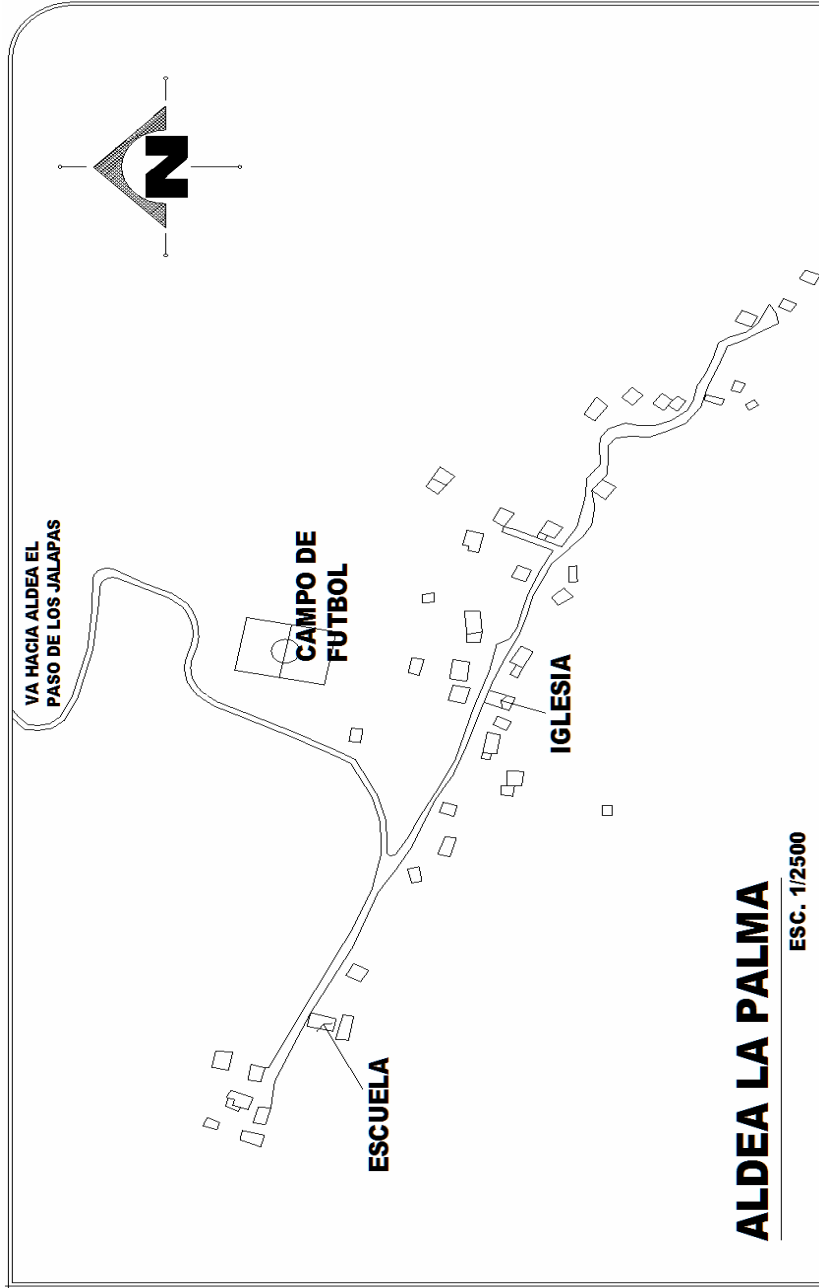 N
VA HACIA ALDEA EL
PASO DE LOS JALAPAS
CAMPO DE
FUTBOL
IGLESIA
ESCUELA
ALDEA LA PALMA
ESC. 1/2500